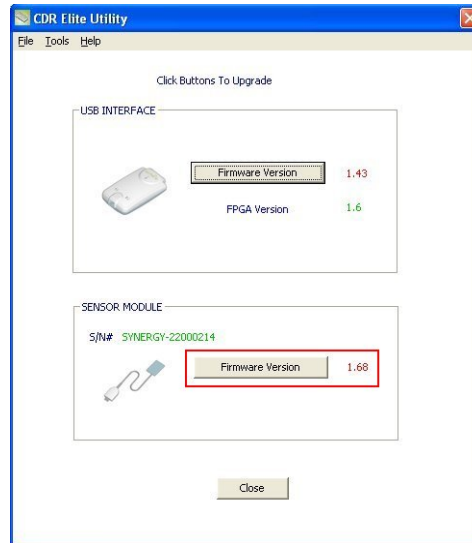 CDR Elite Utility
File Tools Help
Click Buttons To Upgrade
USB INTERFACE
Firmware Version 1.43
FPGA Version 1.6
SENSOR MODULE
S/N# SYNERGY-22000214
Firmware Version 1.68
Close